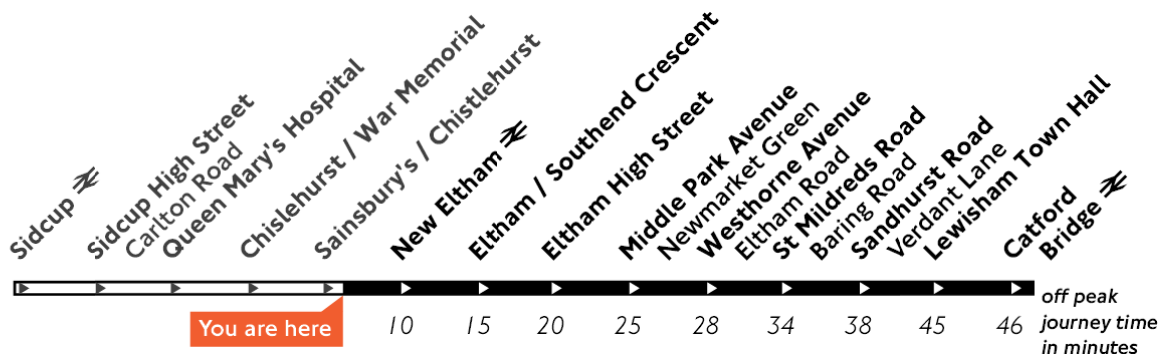 Sidcup
Sidcup High Street
Carlton Road
Queen Mary's Hospital
Chislehurst / War Memorial
Sainsbury's / Chistlehurst
New Eltham
Eltham / Southend Crescent
Eltham High Street
Middle Park Avenue
Newmarket Green
Westhorne Avenue
Eltham Road
St Mildreds Road
Baring Road
Sandhurst Road
Verdant Lane
Lewisham Town Hall
Catford
Bridge
You are here
10 15 20 25 28 34 38 45 46
off peak
journey time
in minutes